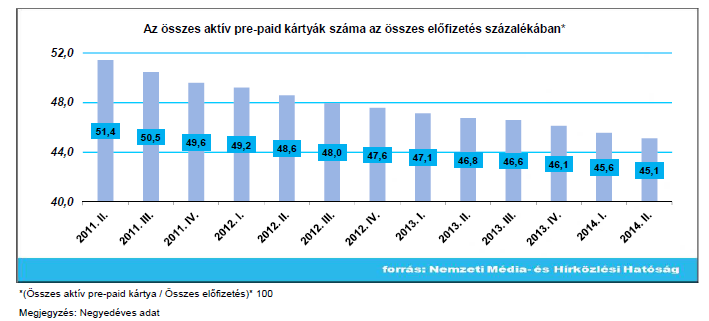 Az összes aktív pre-paid kártyák száma az összes előfizetés százalékában*
52,0
48,0
44,0
40,0
51,4 50,5 49,6 49,2 48,6 48,0 47,6 47,1 46,8 46,6 46,1 45,6 45,1
2011. II. 2011. III. 2011. IV. 2012. I. 2012. II. 2012. III. 2012. IV. 2013. I. 2013. II. 2013. III. 2013. IV. 2014. I. 2014. II.
forrás: Nemzeti Média- és Hírközlési Hatóság
*(Összes aktív pre-paid kártya / Összes előfizetés)* 100
Megjegyzés: Negyedéves adat